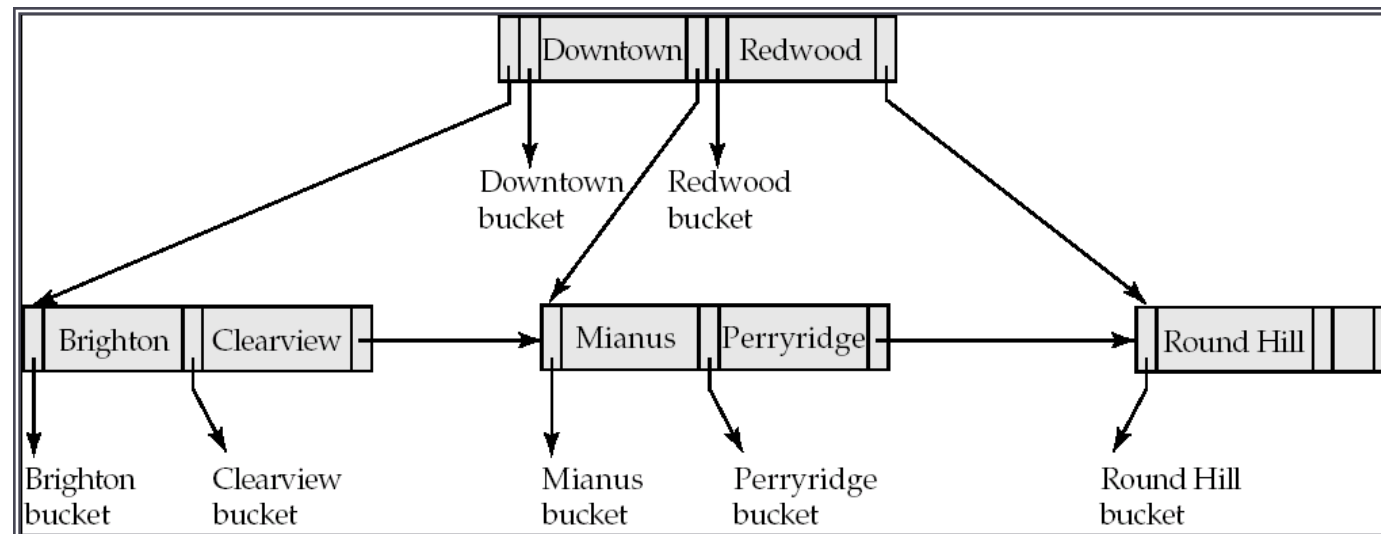 Downtown Redwood
Downtown
bucket
Redwood
bucket
Brighton Clearview Mianus Perryridge Round Hill
Brighton
bucket
Clearview
bucket
Mianus
bucket
Perryridge
bucket
Round Hill
bucket